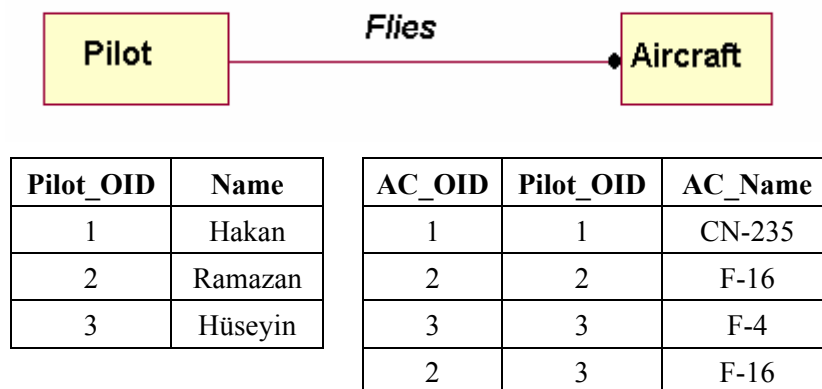 Flies
Pilot
Aircraft
Pilot_OID Name
1 Hakan
2 Ramazan
3 Hüseyin
AC_OID Pilot_OID AC_Name
1 1 CN-235
2 2 F-16
3 3 F-4
2 3 F-16